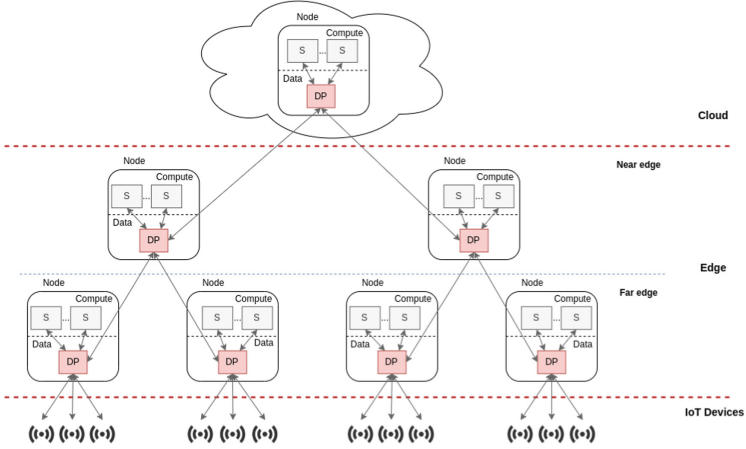 Node
Compute
S ... S
Data
DP
Cloud
Node
Node
Near edge
Compute
Compute
S ... S
S ... S
Data
DP
DP
Edge
Node
Node
Node
Node
Far edge
Compute
Compute
Compute
Compute
S ... S
S ... S
S ... S
S ... S
Data
Data
Data
Data
DP
DP
DP
DP
IoT Devices